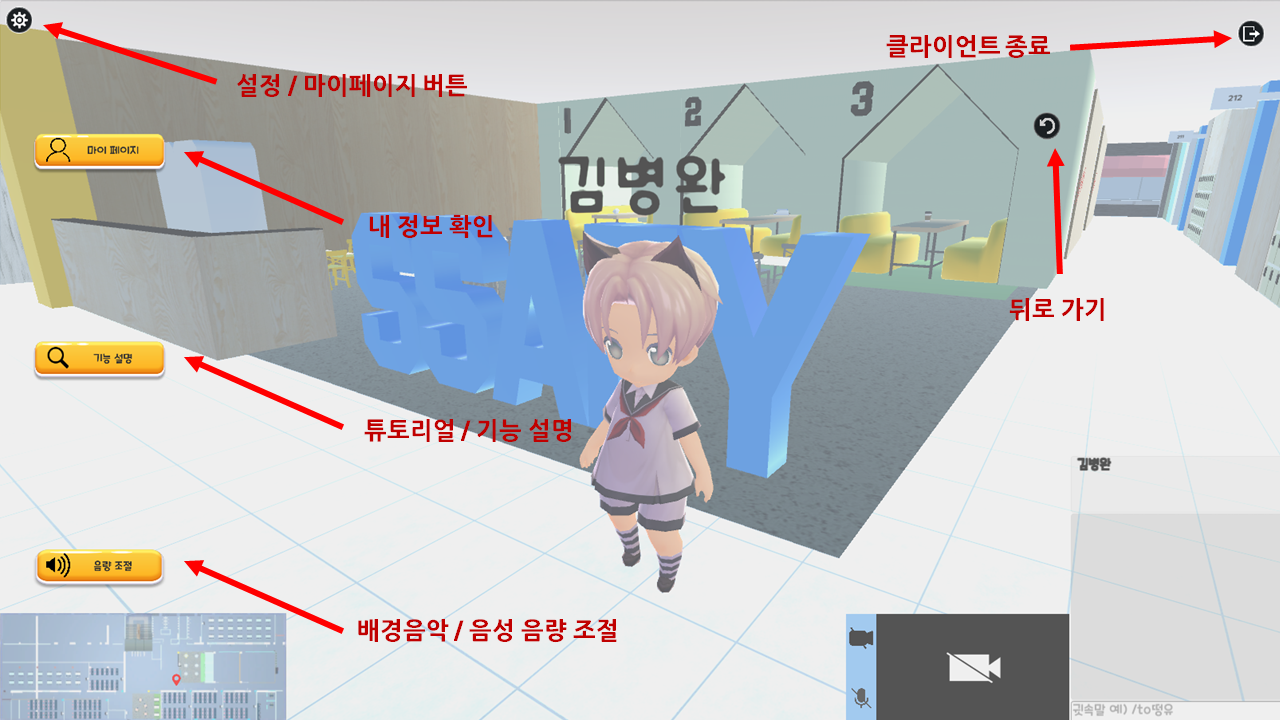 클라이언트 종료
설정 / 마이페이지 버튼
1
2
3
212
마이 페이지
김병완
내 정보 확인
SSAFY
뒤로 가기
기능 설명
튜토리얼 / 기능 설명
김병완
음량 조절
배경음악 / 음성 음량 조절
귓속말 예) /to띵유